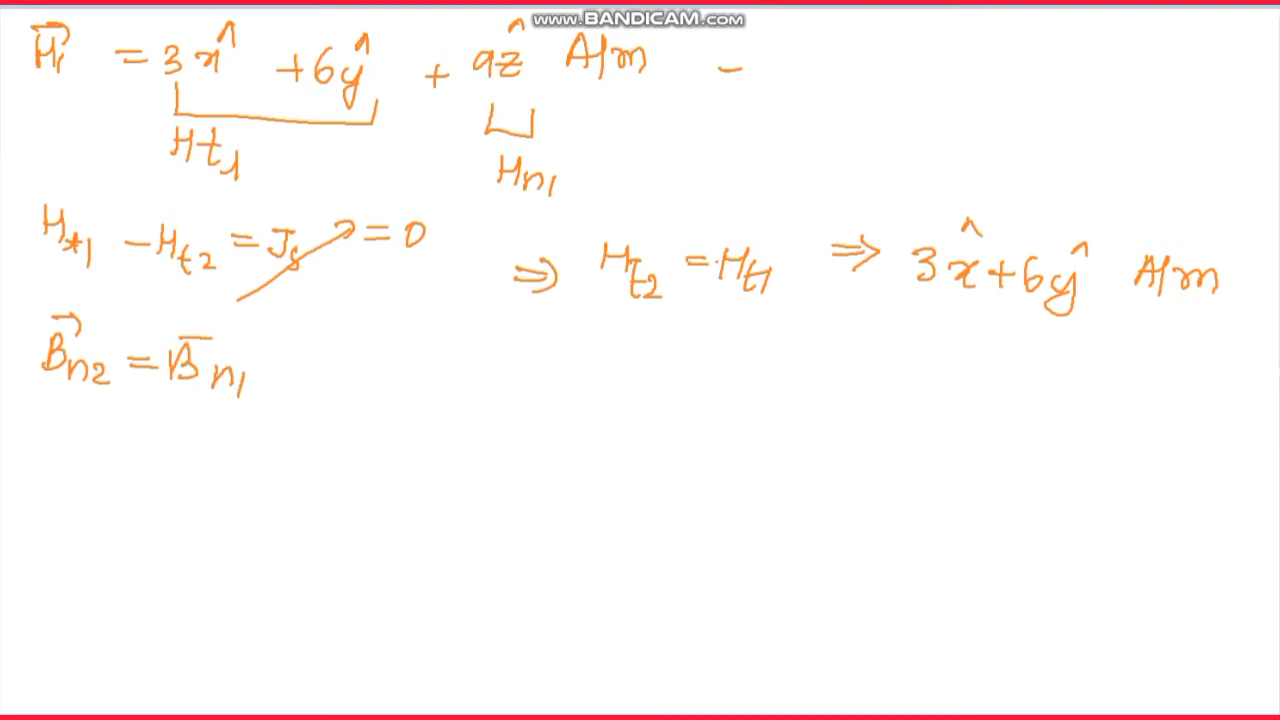 www.BANDICAM.com
H⃗₁ = 3x̂ + 6ŷ + 9ẑ A/m -
Ht₁ Hn₁
Ht₁ - Ht₂ = Js = 0 ⇒ Ht₂ = Ht₁ ⇒ 3x̂ + 6ŷ A/m
B⃗n₂ = B̄n₁